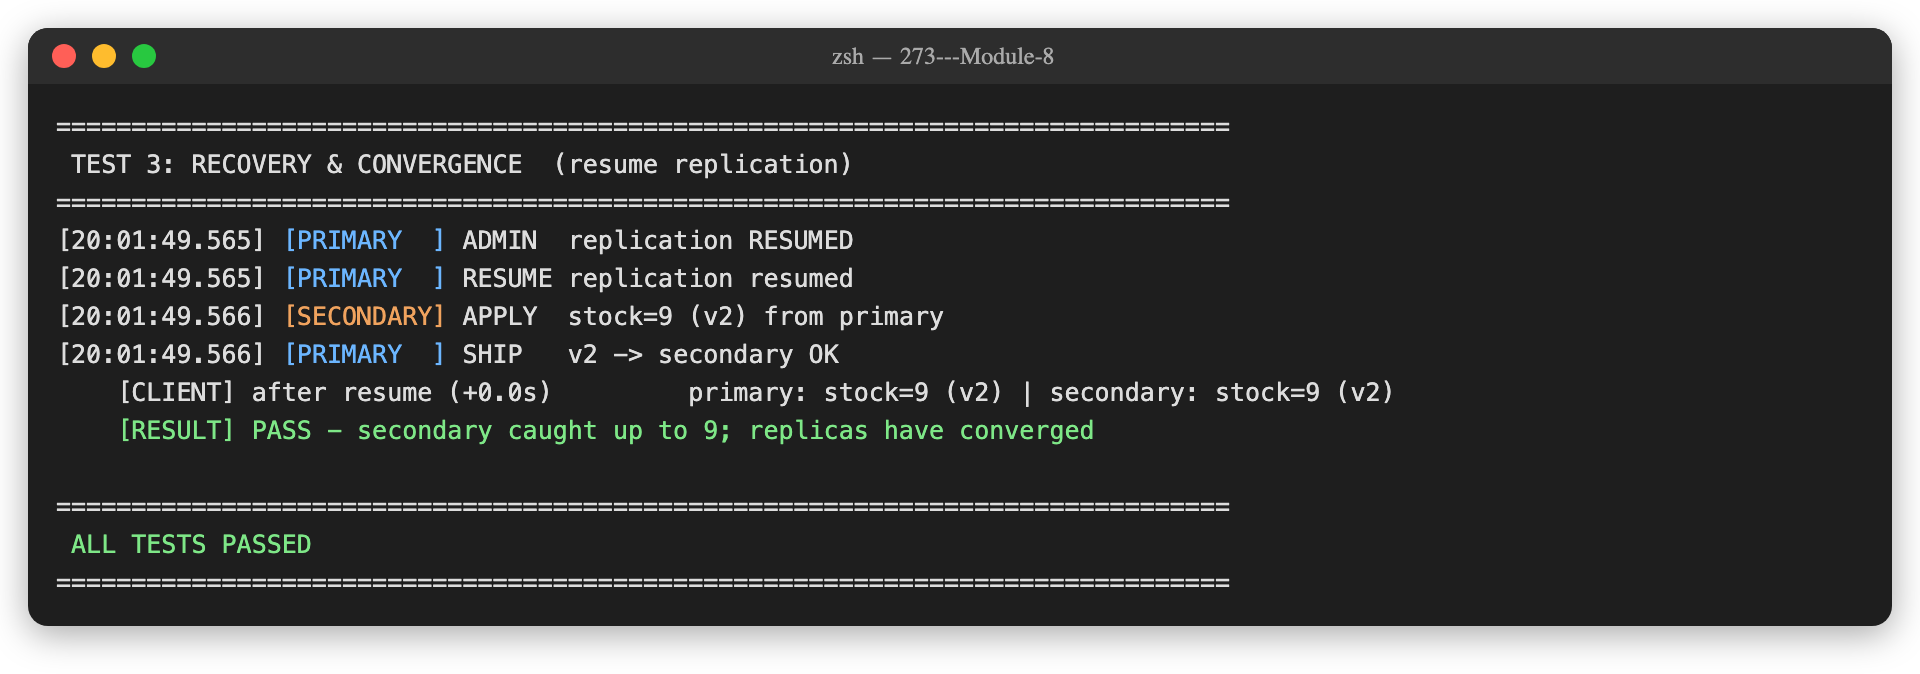 zsh — 273---Module-8
==============================================================================
 TEST 3: RECOVERY & CONVERGENCE  (resume replication)
==============================================================================
[20:01:49.565] [PRIMARY  ] ADMIN  replication RESUMED
[20:01:49.565] [PRIMARY  ] RESUME replication resumed
[20:01:49.566] [SECONDARY] APPLY  stock=9 (v2) from primary
[20:01:49.566] [PRIMARY  ] SHIP   v2 -> secondary OK
    [CLIENT] after resume (+0.0s)         primary: stock=9 (v2) | secondary: stock=9 (v2)
    [RESULT] PASS — secondary caught up to 9; replicas have converged
==============================================================================
 ALL TESTS PASSED
==============================================================================